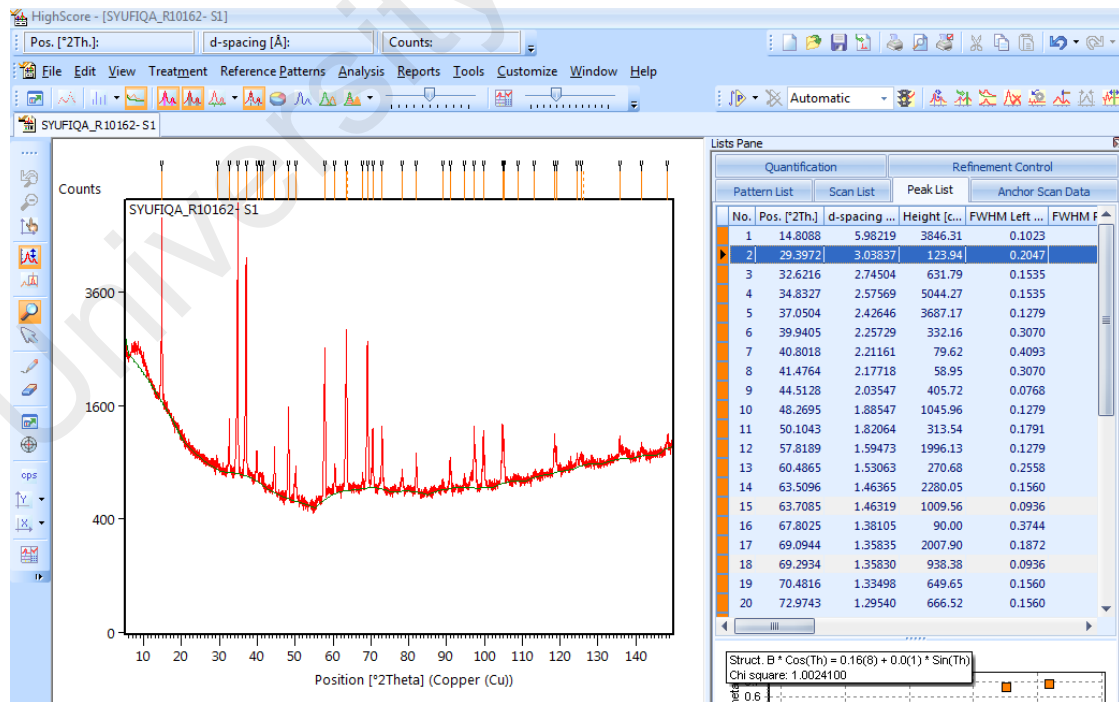 HighScore - [SYUFIQA_R10162- S1]
Pos. [°2Th.]: d-spacing [Å]: Counts:
File Edit View Treatment Reference Patterns Analysis Reports Tools Customize Window Help
Automatic
SYUFIQA_R10162- S1
University
Counts
SYUFIQA_R10162- S1
3600
1600
400
0
10 20 30 40 50 60 70 80 90 100 110 120 130 140
Position [°2Theta] (Copper (Cu))
cps
Y
X
Lists Pane
Quantification Refinement Control
Pattern List Scan List Peak List Anchor Scan Data
No. Pos. [°2Th.] d-spacing ... Height [c... FWHM Left ... FWHM
1 14.8088 5.98219 3846.31 0.1023
2 29.3972 3.03837 123.94 0.2047
3 32.6216 2.74504 631.79 0.1535
4 34.8327 2.57569 5044.27 0.1535
5 37.0504 2.42646 3687.17 0.1279
6 39.9405 2.25729 332.16 0.3070
7 40.8018 2.21161 79.62 0.4093
8 41.4764 2.17718 58.95 0.3070
9 44.5128 2.03547 405.72 0.0768
10 48.2695 1.88547 1045.96 0.1279
11 50.1043 1.82064 313.54 0.1791
12 57.8189 1.59473 1996.13 0.1279
13 60.4865 1.53063 270.68 0.2558
14 63.5096 1.46365 2280.05 0.1560
15 63.7085 1.46319 1009.56 0.0936
16 67.8025 1.38105 90.00 0.3744
17 69.0944 1.35835 2007.90 0.1872
18 69.2934 1.35830 938.38 0.0936
19 70.4816 1.33498 649.65 0.1560
20 72.9743 1.29540 666.52 0.1560
Struct. B * Cos(Th) = 0.16(8) + 0.0(1) * Sin(Th)
Chi square: 1.0024100
0.6